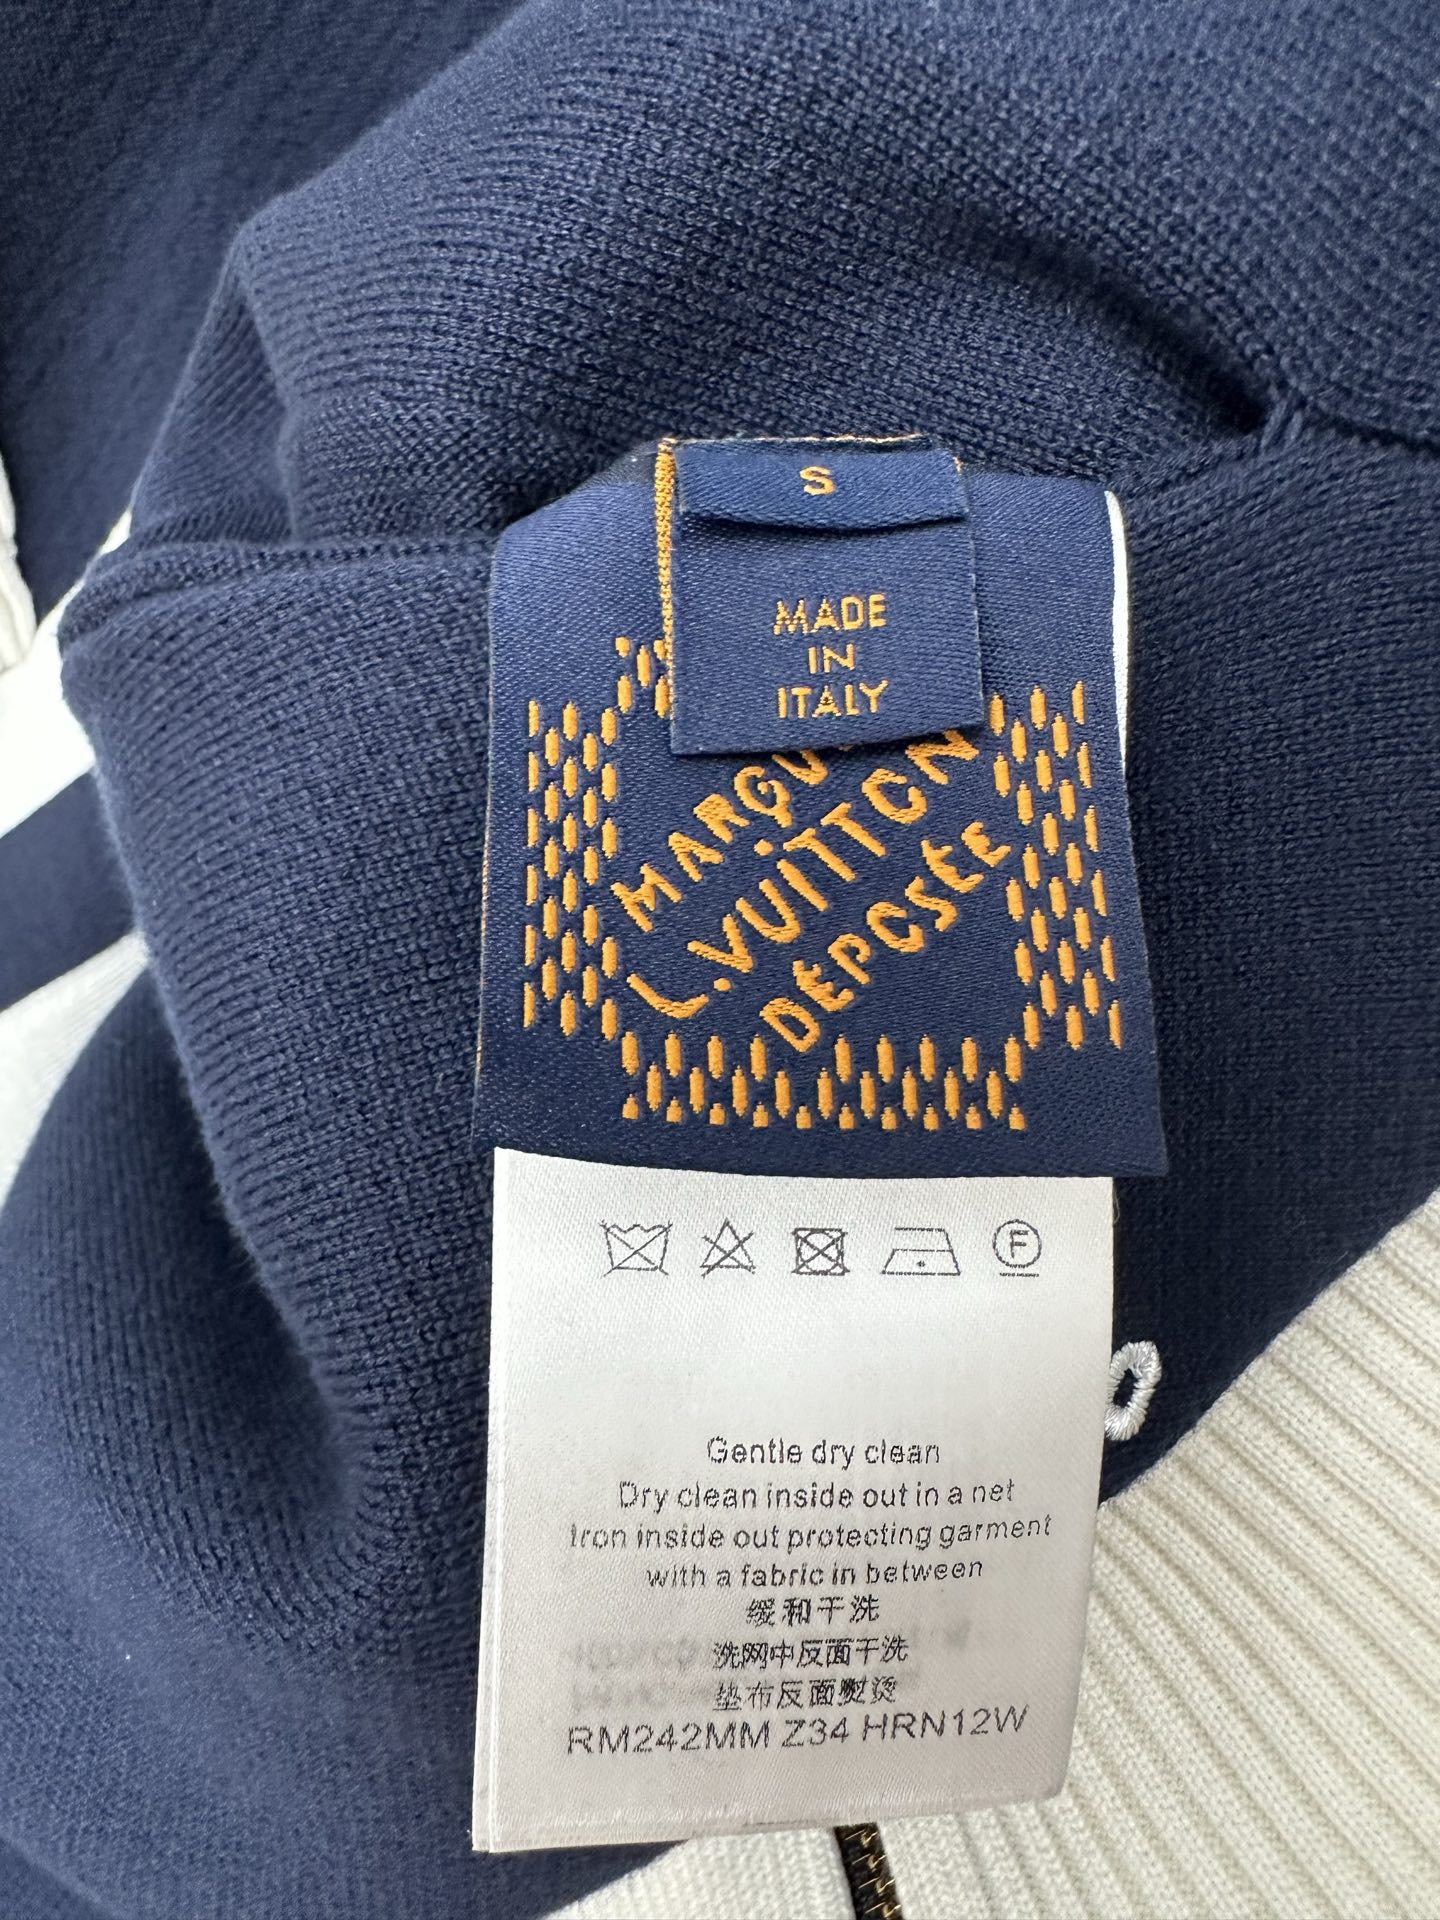 S
MADE
IN
ITALY
L.VUITTON
DÉPOSÉE
F
Gentle dry clean
Dry clean inside out in a net
Iron inside out protecting garment
with a fabric in between
缓和干洗
洗网中反面干洗
垫布反面熨烫
RM242MM Z34 HRN12W